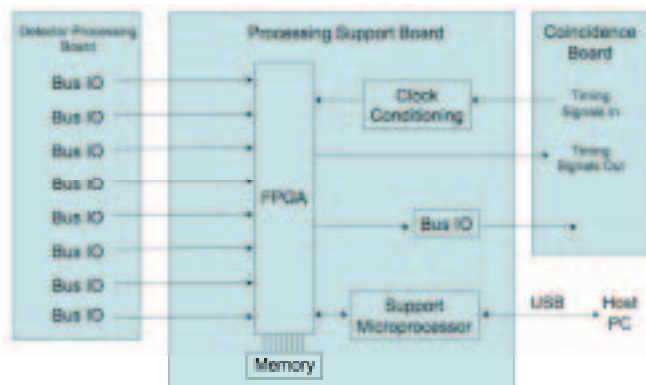 Detector Processing
Board
Bus IO
Bus IO
Bus IO
Bus IO
Bus IO
Bus IO
Bus IO
Bus IO
Processing Support Board
FPGA
Clock
Conditioning
Bus IO
Support
Microprocessor
Memory
Coincidence
Board
Timing
Signals In
Timing
Signals Out
USB
Host
PC